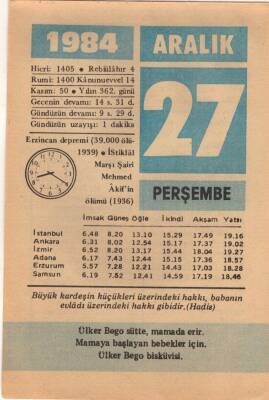 1984
ARALIK
Hicri: 1405 • Rebiülâhır 4
Rumi: 1400 Kânunuevvel 14
Kasım: 50 • Yılın 362. günü
Gecenin devamı: 14 s. 31 d.
Gündüzün devamı: 9 s. 29 d.
Gündüzün uzayışı: 1 dakika
27
PERŞEMBE
Erzincan depremi (39.000 ölü-
1939) • İStiklâl
Marşı Şairi
Mehmed
Âkif'in
ölümü (1936)
İmsak Güneş Öğle İkindi Akşam Yatsı
İstanbul 6,48 8.20 13.10 15.29 17.49 19.16
Ankara 6.31 8.02 12.54 15.17 17.37 19.02
İzmir 6.52 8.20 13.17 15.44 18.04 19.27
Adana 6.17 7.43 12.44 15.15 17.36 18.57
Erzurum 5.57 7.28 12.21 14.43 17.03 18.28
Samsun 6.19 7.52 12.41 14.59 17.19 18.46
Büyük kardeşin küçükleri üzerindeki hakkı, babanın
evlâdı üzerindeki hakkı gibidir.(Hadis)
Ülker Bego sütte, mamada erir.
Mamaya başlayan bebekler için.
Ülker Bego bisküvisi.